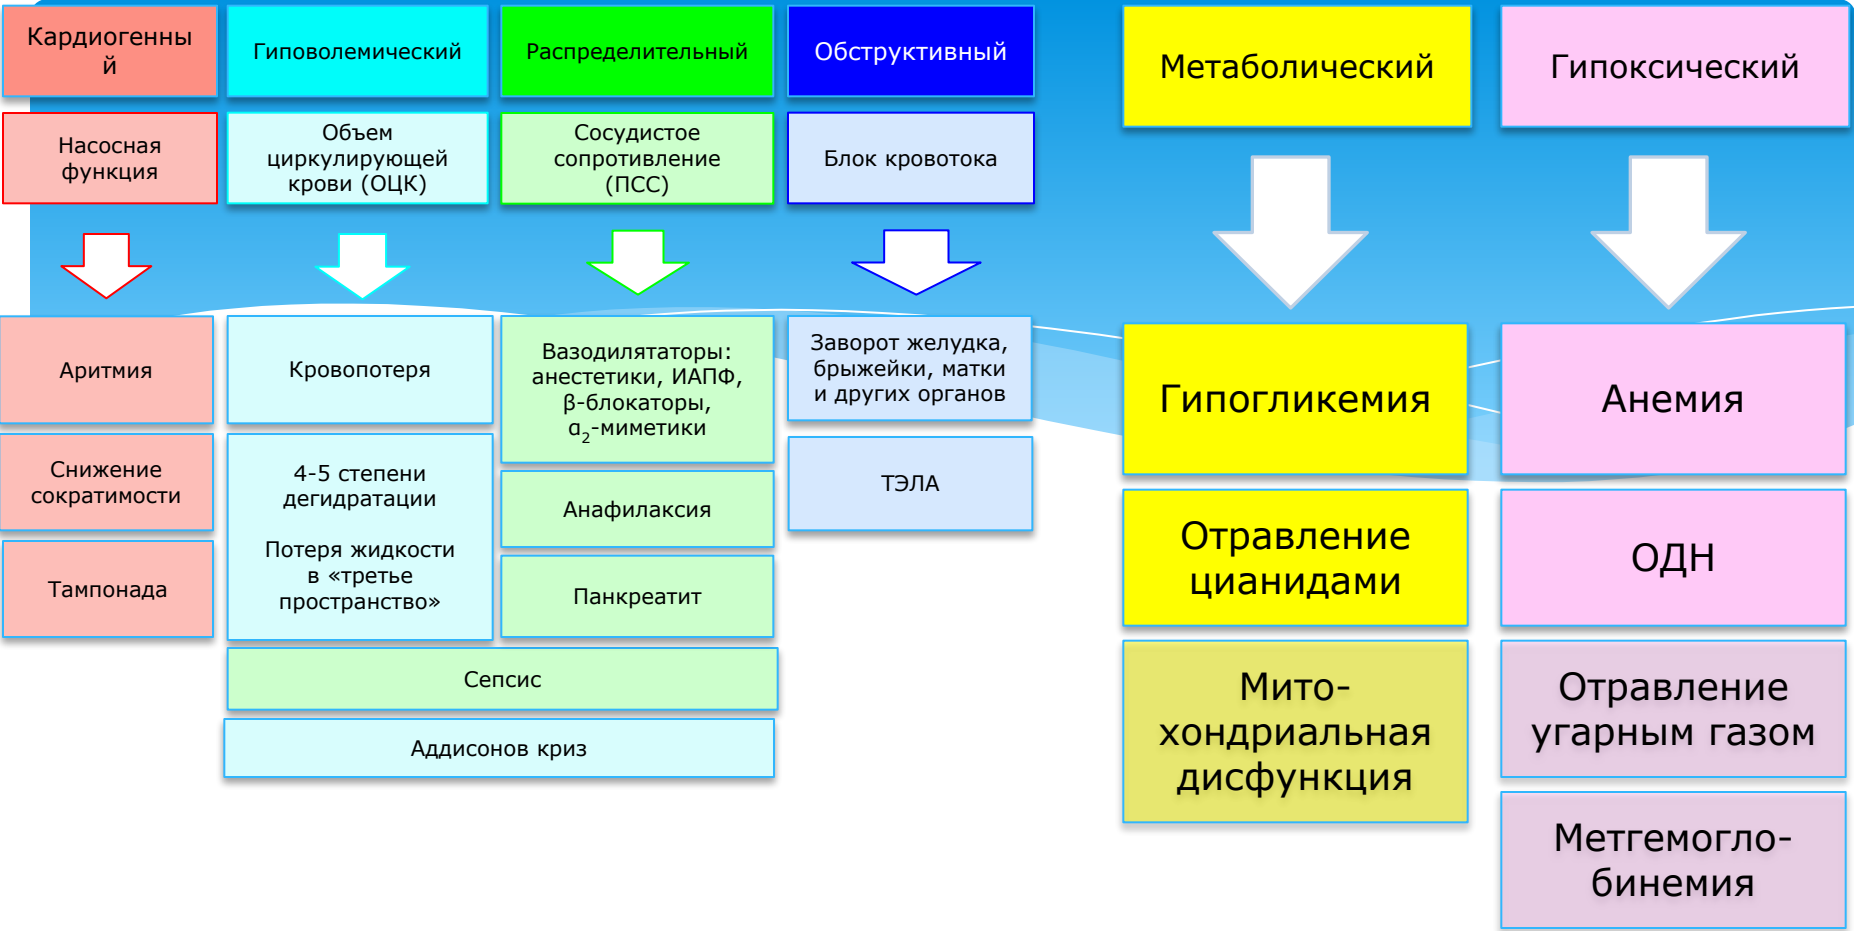 Кардиогенны
й
Гиповолемический
Распределительный
Обструктивный
Метаболический
Гипоксический
Насосная
функция
Объем
циркулирующей
крови (ОЦК)
Сосудистое
сопротивление
(ПСС)
Блок кровотока
Аритмия
Снижение
сократимости
Тампонада
Кровопотеря
4-5 степени
дегидратации
Потеря жидкости
в «третье
пространство»
Вазодилятаторы:
анестетики, ИАПФ,
β-блокаторы,
α2-миметики
Анафилаксия
Панкреатит
Сепсис
Аддисонов криз
Заворот желудка,
брыжейки, матки
и других органов
ТЭЛА
Гипогликемия
Отравление
цианидами
Мито-
хондриальная
дисфункция
Анемия
ОДН
Отравление
угарным газом
Метгемогло-
бинемия